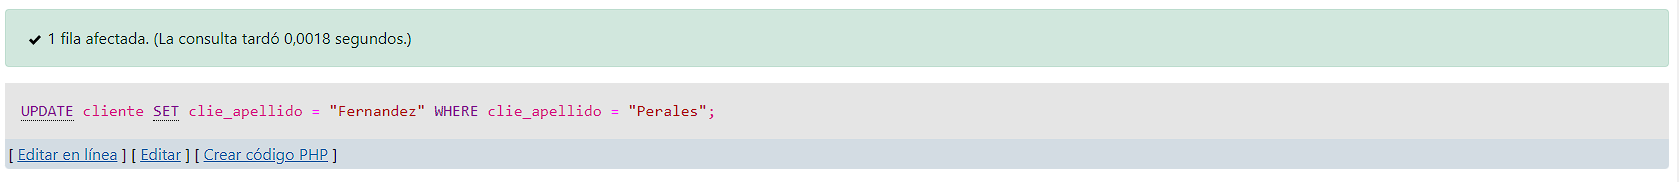 ✔ 1 fila afectada. (La consulta tardó 0,0018 segundos.)
UPDATE cliente SET clie_apellido = "Fernandez" WHERE clie_apellido = "Perales";
[ Editar en línea ] [ Editar ] [ Crear código PHP ]